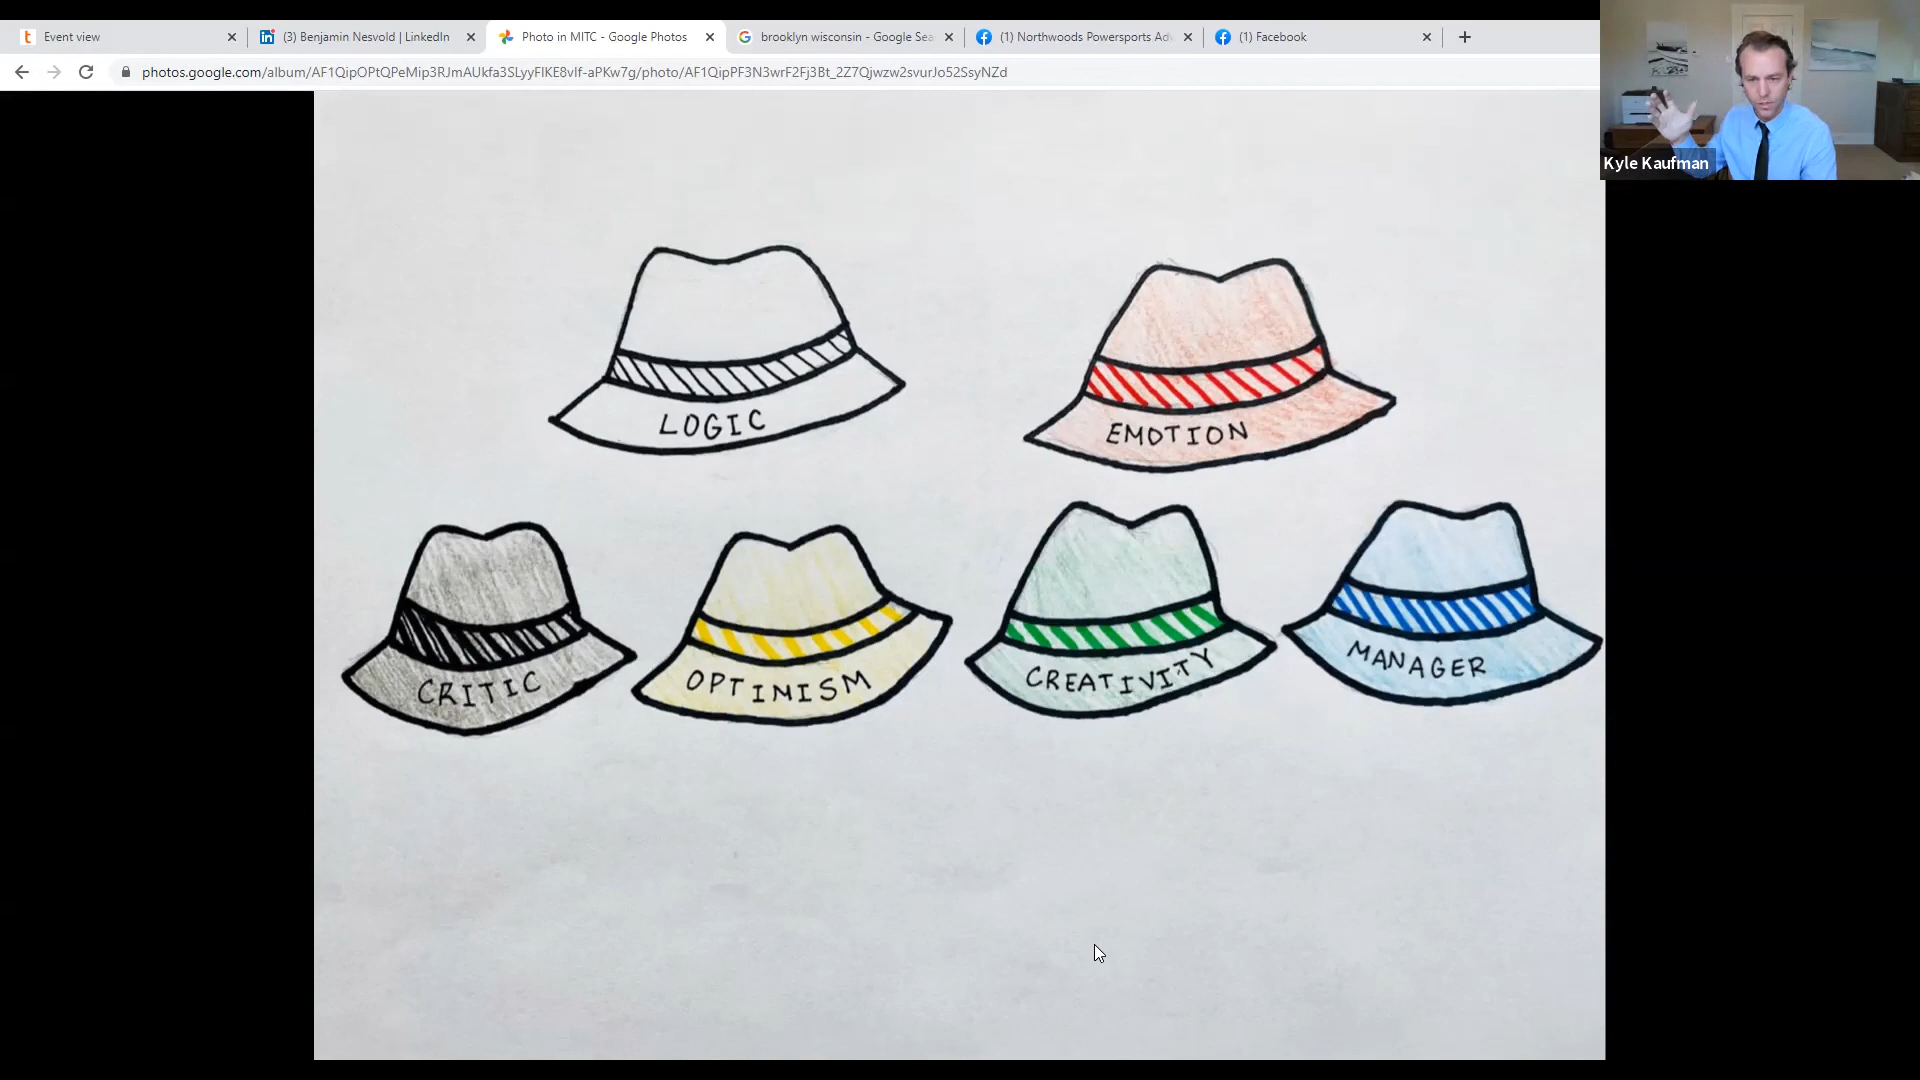 Event view
(3) Benjamin Nesvold | LinkedIn
Photo in MITC - Google Photos
brooklyn wisconsin - Google Sea
(1) Northwoods Powersports Adv
(1) Facebook
photos.google.com/album/AF1QipOPtQPeMip3RJmAUkfa3SLyyFIKE8vIf-aPKw7g/photo/AF1QipPF3N3wrF2Fj3Bt_2Z7Qjwzw2svurJo52SsyNZd
Kyle Kaufman
LOGIC
EMOTION
CRITIC
OPTIMISM
CREATIVITY
MANAGER